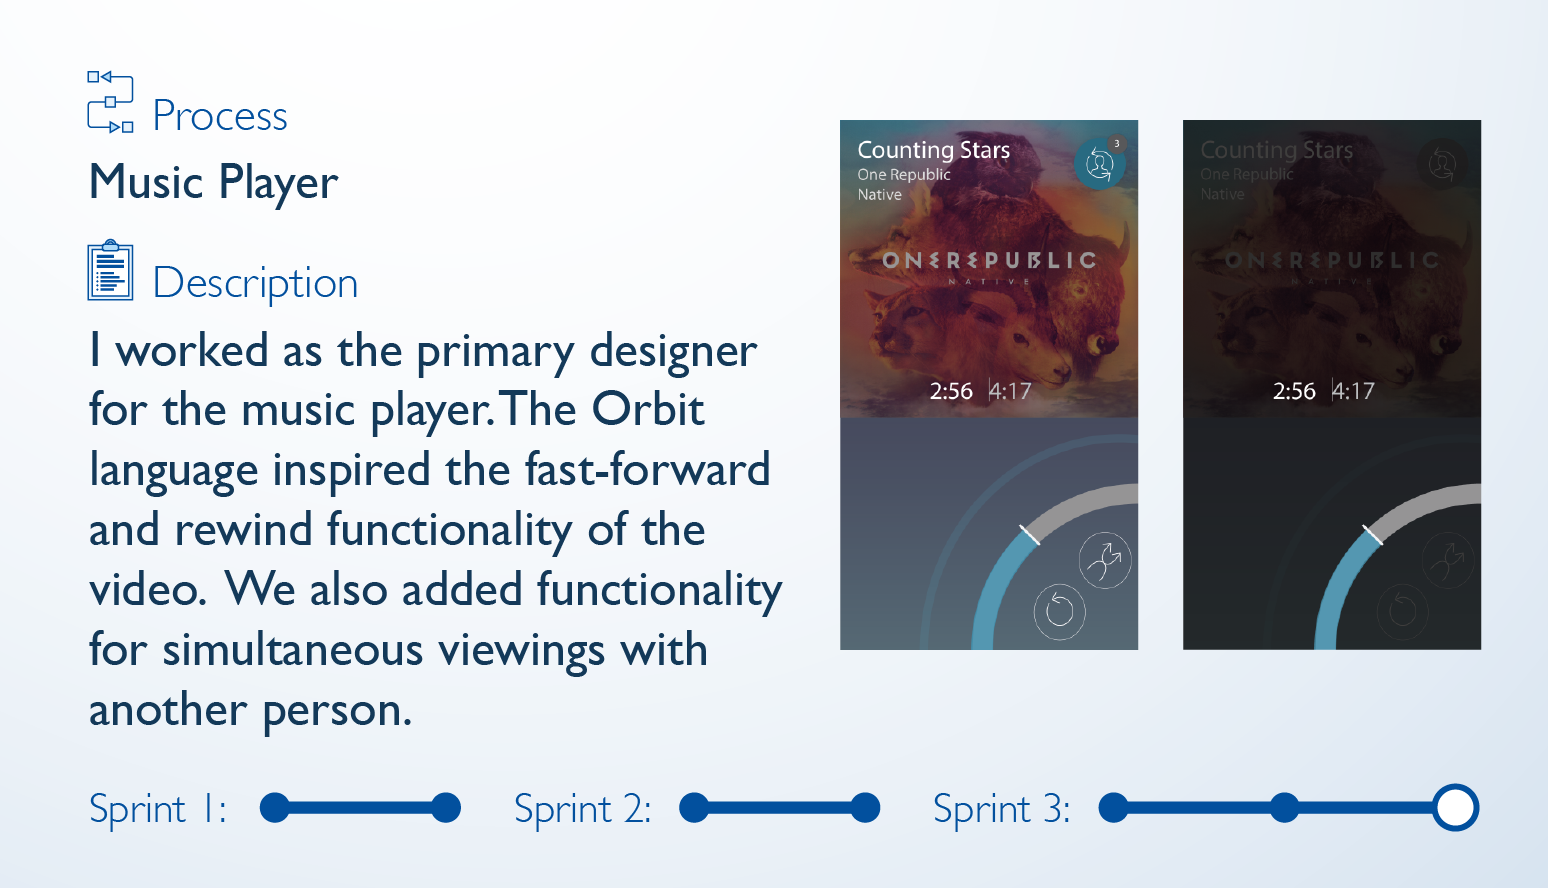 Process
Music Player
Description
I worked as the primary designer
for the music player. The Orbit
language inspired the fast-forward
and rewind functionality of the
video. We also added functionality
for simultaneous viewings with
another person.
Counting Stars
3
One Republic
Native
ONEREPUBLIC
NATIVE
2:56 |4:17
Counting Stars
One Republic
Native
ONEREPUBLIC
NATIVE
2:56 |4:17
Sprint 1: Sprint 2: Sprint 3: